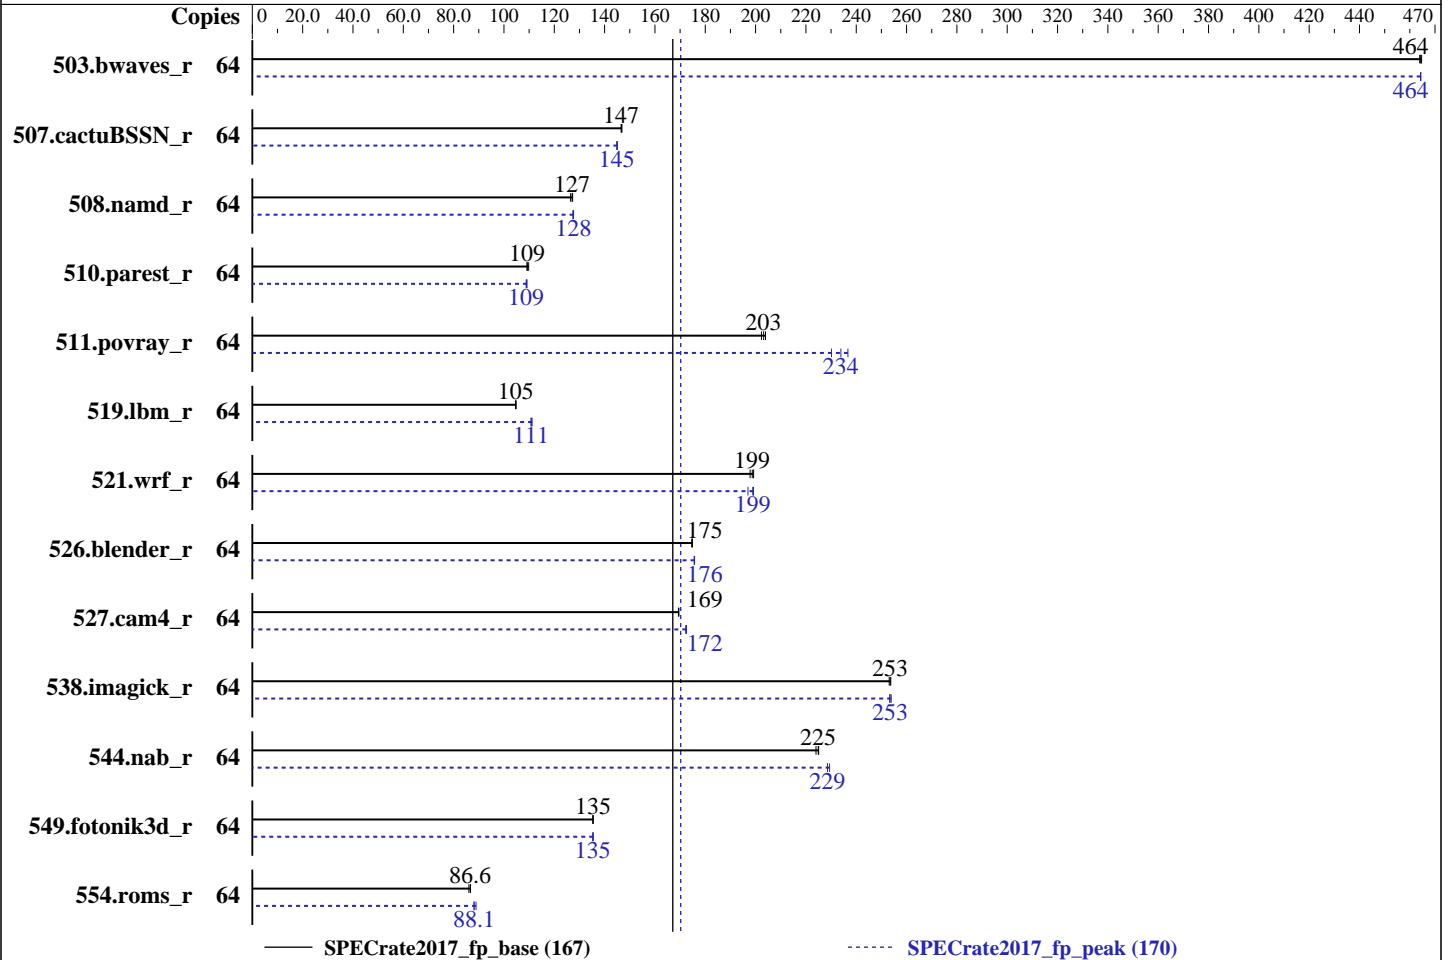 Copies 0 20.0 40.0 60.0 80.0 100 120 140 160 180 200 220 240 260 280 300 320 340 360 380 400 420 440 470
464
503.bwaves_r 64
464
147
507.cactuBSSN_r 64
145
127
508.namd_r 64
128
109
510.parest_r 64
109
203
511.povray_r 64
234
105
519.lbm_r 64
111
199
521.wrf_r 64
199
175
526.blender_r 64
176
169
527.cam4_r 64
172
253
538.imagick_r 64
253
225
544.nab_r 64
229
135
549.fotonik3d_r 64
135
86.6
554.roms_r 64
88.1
SPECrate2017_fp_base (167) SPECrate2017_fp_peak (170)